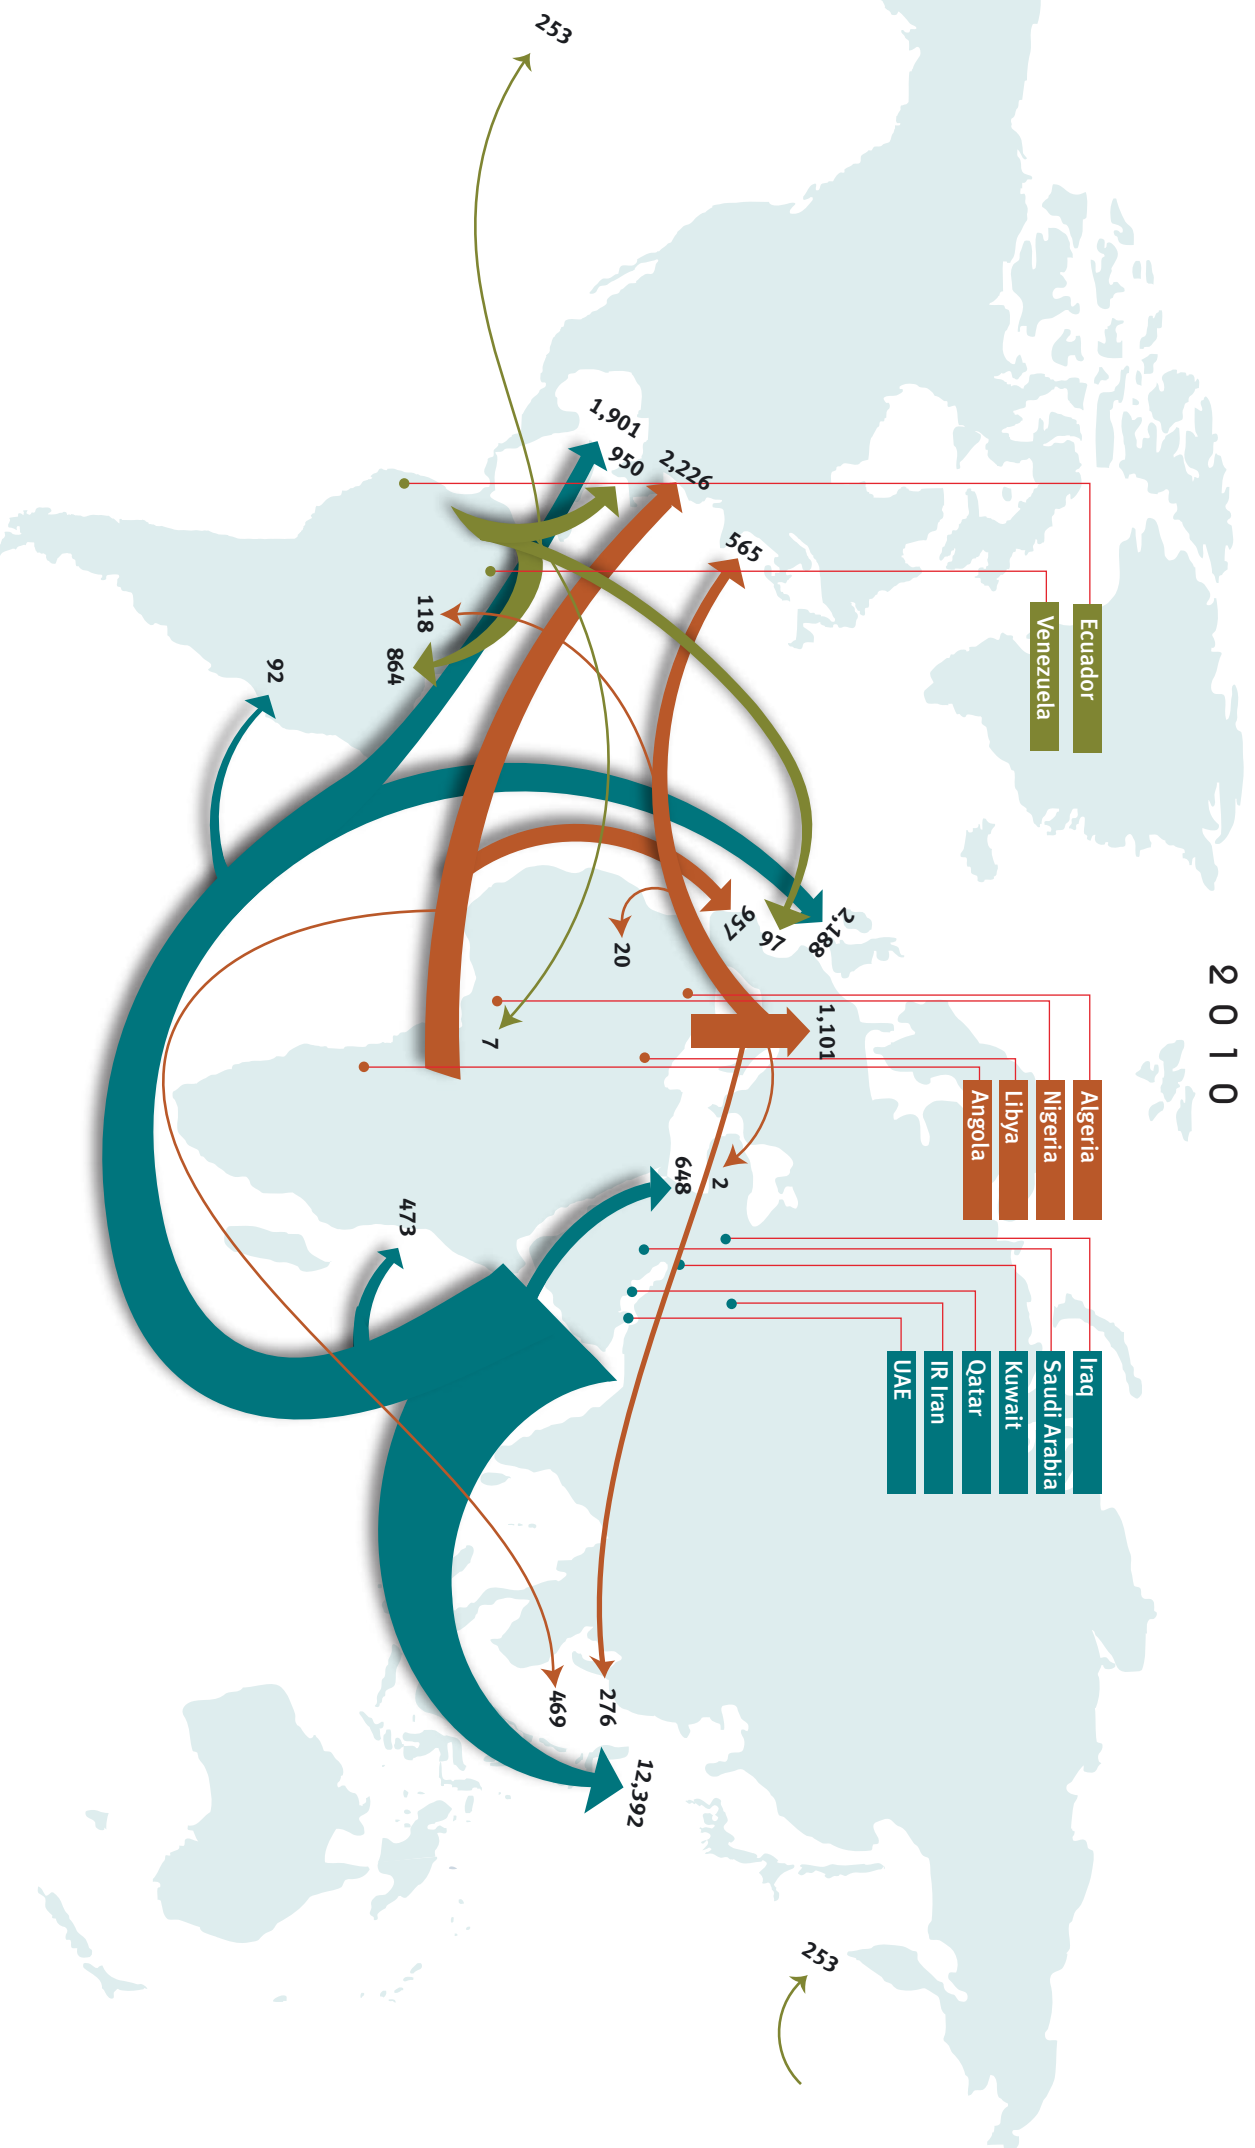 2010
Ecuador
Venezuela
Algeria
Nigeria
Libya
Angola
Iraq
Saudi Arabia
Kuwait
Qatar
IR Iran
UAE
253
1,901
950
2,226
565
118
864
92
2,188
97
957
20
7
1,101
2
648
473
276
469
12,392
253